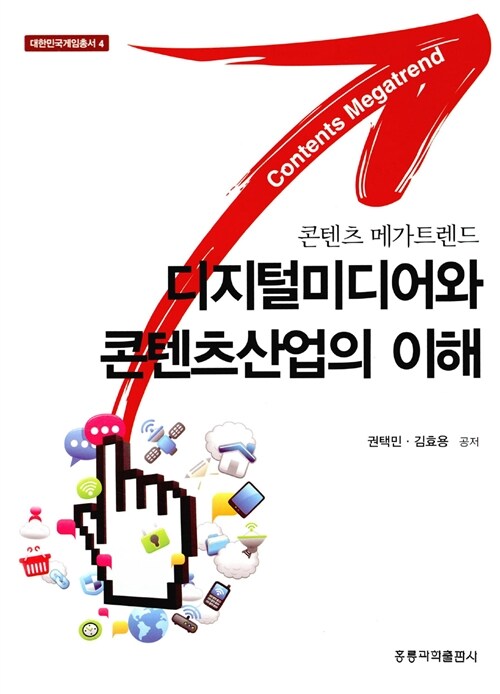 대한민국게임총서 4
Contents Megatrend
콘텐츠 메가트렌드
디지털미디어와
콘텐츠산업의 이해
권택민 · 김효용 공저
홍릉과학출판사